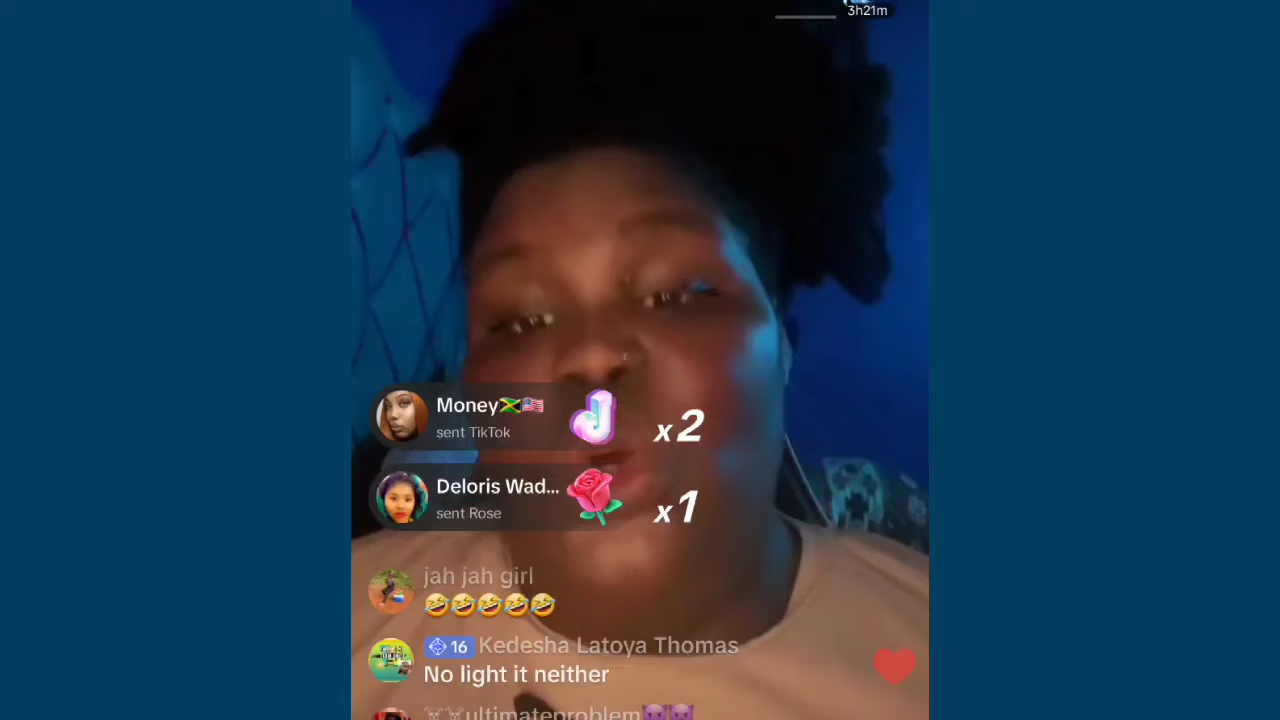 3h21m
Money🇯🇲🇺🇸
sent TikTok
x2
Deloris Wad...
sent Rose
x1
jah jah girl
🤣🤣🤣🤣🤣
16 Kedesha Latoya Thomas
No light it neither
ultimateproblem😈😈